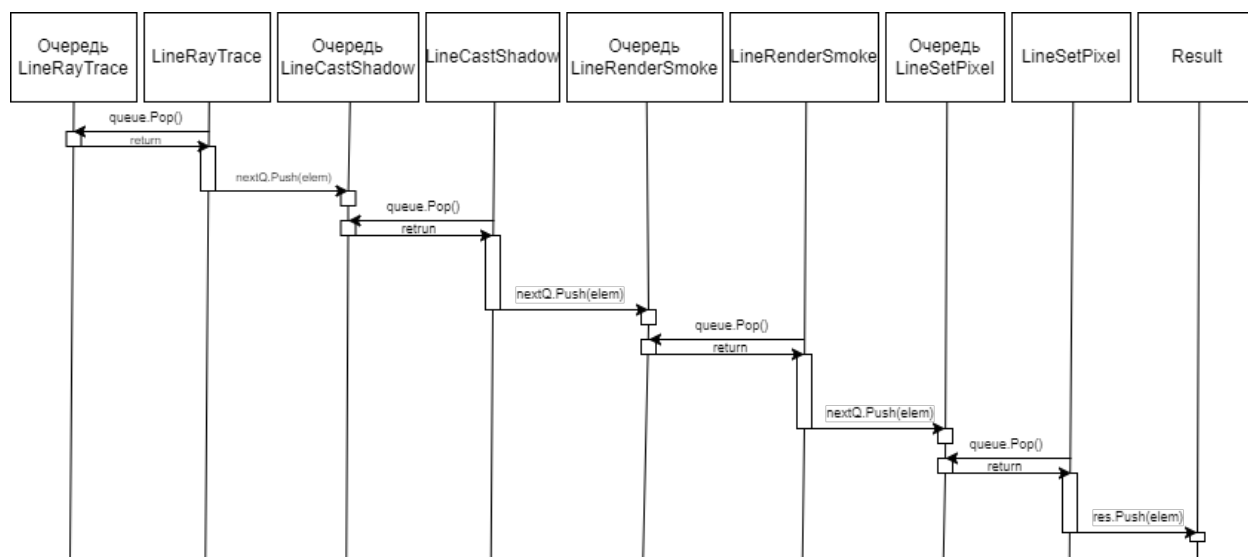 Очередь
LineRayTrace
LineRayTrace
Очередь
LineCastShadow
LineCastShadow
Очередь
LineRenderSmoke
LineRenderSmoke
Очередь
LineSetPixel
LineSetPixel
Result
queue.Pop()
return
nextQ.Push(elem)
queue.Pop()
retrun
nextQ.Push(elem)
queue.Pop()
return
nextQ.Push(elem)
queue.Pop()
return
res.Push(elem)